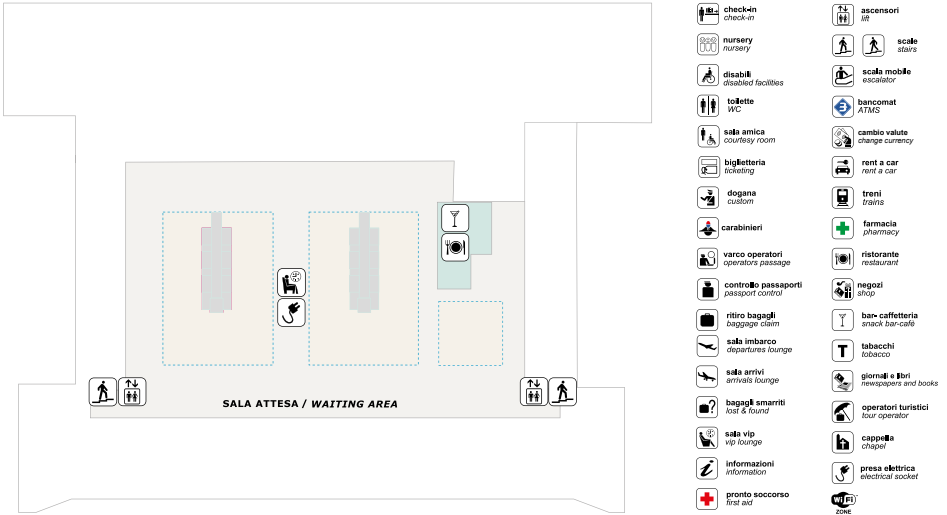 SALA ATTESA / WAITING AREA
check-in
check-in
nursery
nursery
disabili
disabled facilities
toilette
WC
sala amica
courtesy room
biglietteria
ticketing
dogana
custom
carabinieri
varco operatori
operators passage
controllo passaporti
passport control
ritiro bagagli
baggage claim
sala imbarco
departures lounge
sala arrivi
arrivals lounge
?
bagagli smarriti
lost & found
sala vip
vip lounge
i
informazioni
information
pronto soccorso
first aid
ascensori
lift
scale
stairs
scala mobile
escalator
bancomat
ATMS
cambio valute
change currency
rent a car
rent a car
treni
trains
farmacia
pharmacy
ristorante
restaurant
negozi
shop
bar- caffetteria
snack bar-café
T
tabacchi
tobacco
giornali e libri
newspapers and books
operatori turistici
tour operator
cappella
chapel
presa elettrica
electrical socket
Wi Fi
ZONE